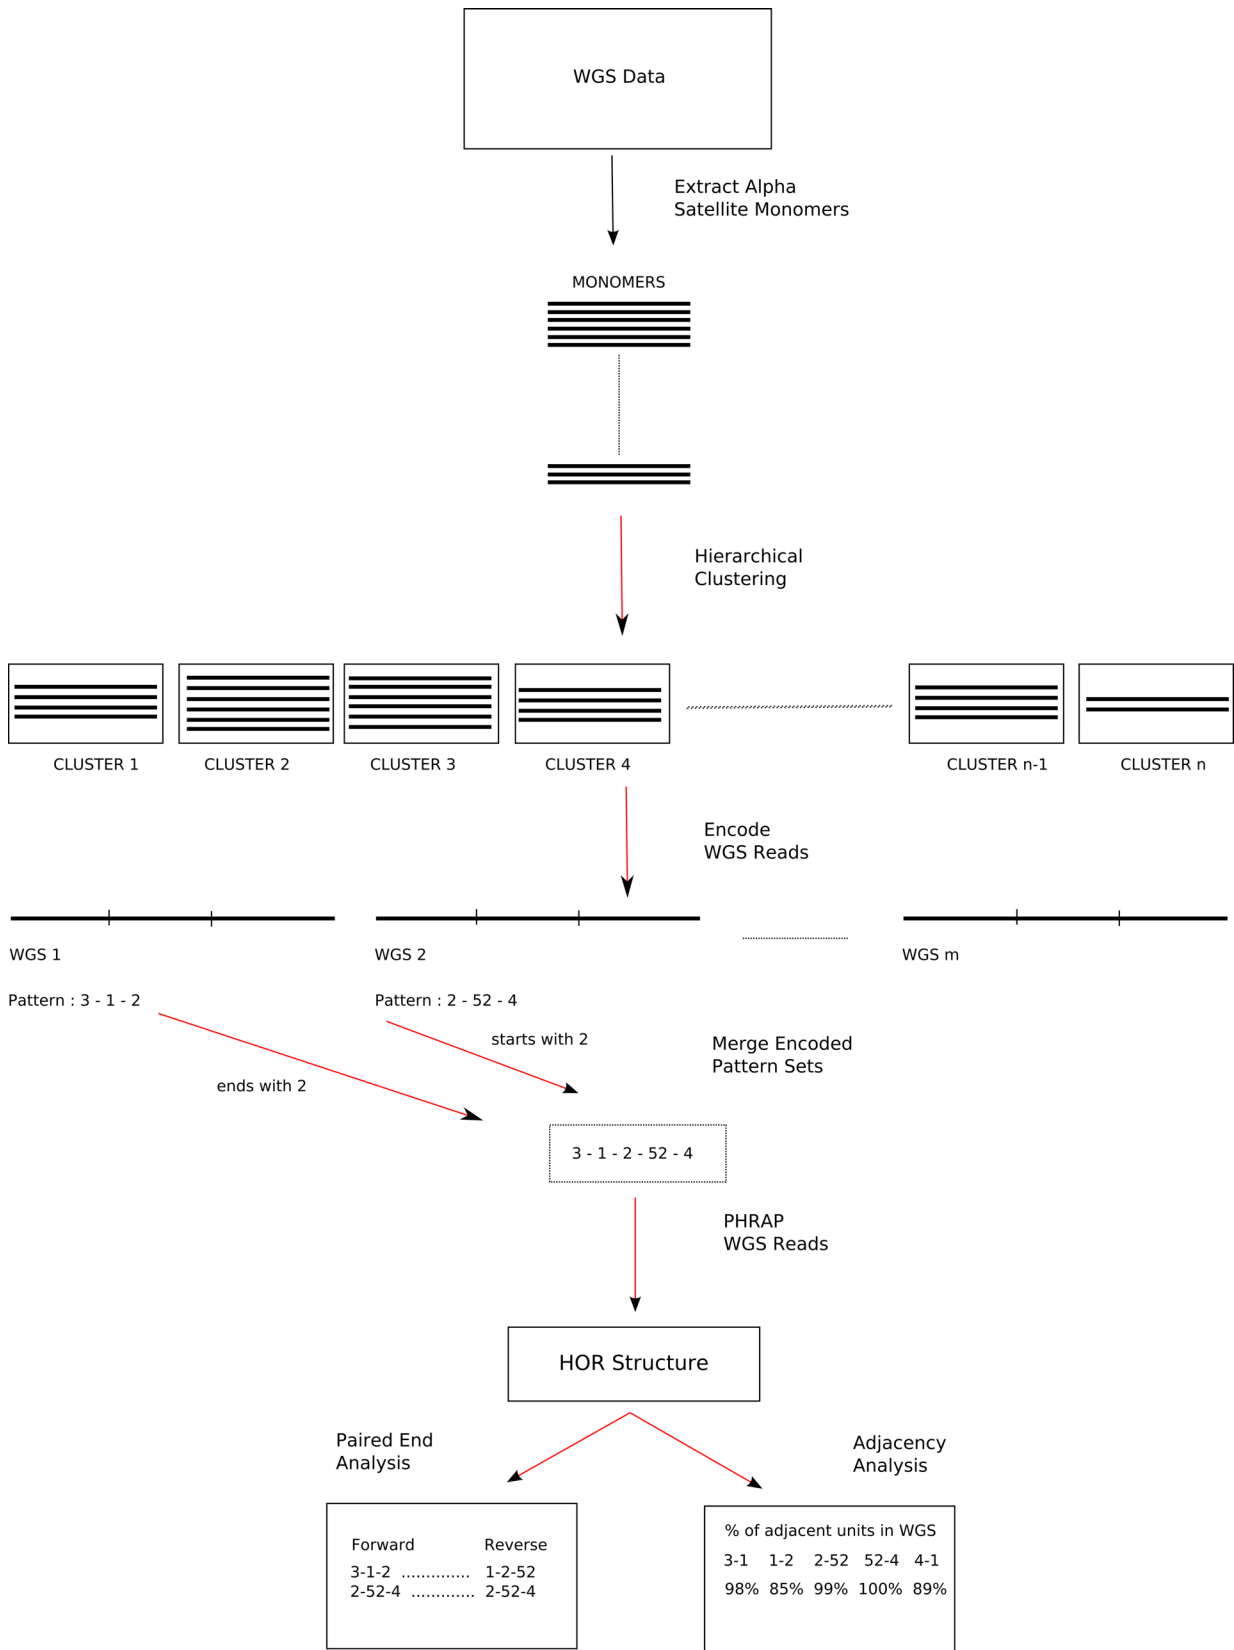 WGS Data
Extract Alpha
Satellite Monomers
MONOMERS
Hierarchical
Clustering
CLUSTER 1
CLUSTER 2
CLUSTER 3
CLUSTER 4
CLUSTER n-1
CLUSTER n
Encode
WGS Reads
WGS 1
WGS 2
WGS m
Pattern : 3 - 1 - 2
Pattern : 2 - 52 - 4
starts with 2
ends with 2
Merge Encoded
Pattern Sets
3 - 1 - 2 - 52 - 4
PHRAP
WGS Reads
HOR Structure
Paired End
Analysis
Adjacency
Analysis
Forward Reverse
3-1-2 .............. 1-2-52
2-52-4 ............. 2-52-4
% of adjacent units in WGS
3-1 1-2 2-52 52-4 4-1
98% 85% 99% 100% 89%